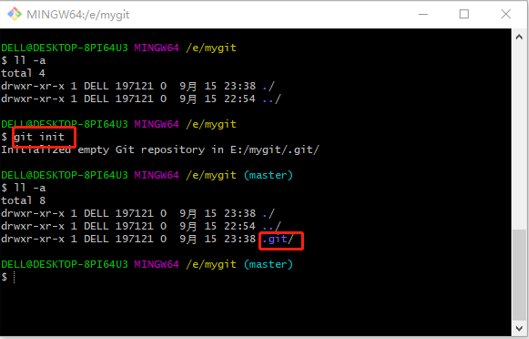 MINGW64:/e/mygit
DELL@DESKTOP-8PI64U3 MINGW64 /e/mygit
$ ll -a
total 4
drwxr-xr-x 1 DELL 197121 0 9月 15 23:38 ./
drwxr-xr-x 1 DELL 197121 0 9月 15 22:54 ../
DELL@DESKTOP-8PI64U3 MINGW64 /e/mygit
$ git init
Initialized empty Git repository in E:/mygit/.git/
DELL@DESKTOP-8PI64U3 MINGW64 /e/mygit (master)
$ ll -a
total 8
drwxr-xr-x 1 DELL 197121 0 9月 15 23:38 ./
drwxr-xr-x 1 DELL 197121 0 9月 15 22:54 ../
drwxr-xr-x 1 DELL 197121 0 9月 15 23:38 .git/
DELL@DESKTOP-8PI64U3 MINGW64 /e/mygit (master)
$